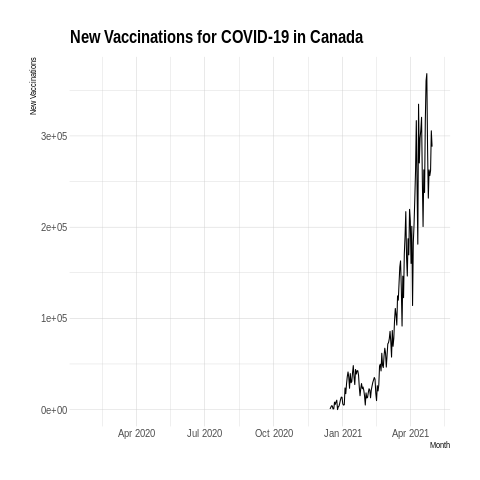 New Vaccinations for COVID-19 in Canada
New Vaccinations
3e+05
2e+05
1e+05
0e+00
Apr 2020 Jul 2020 Oct 2020 Jan 2021 Apr 2021
Month